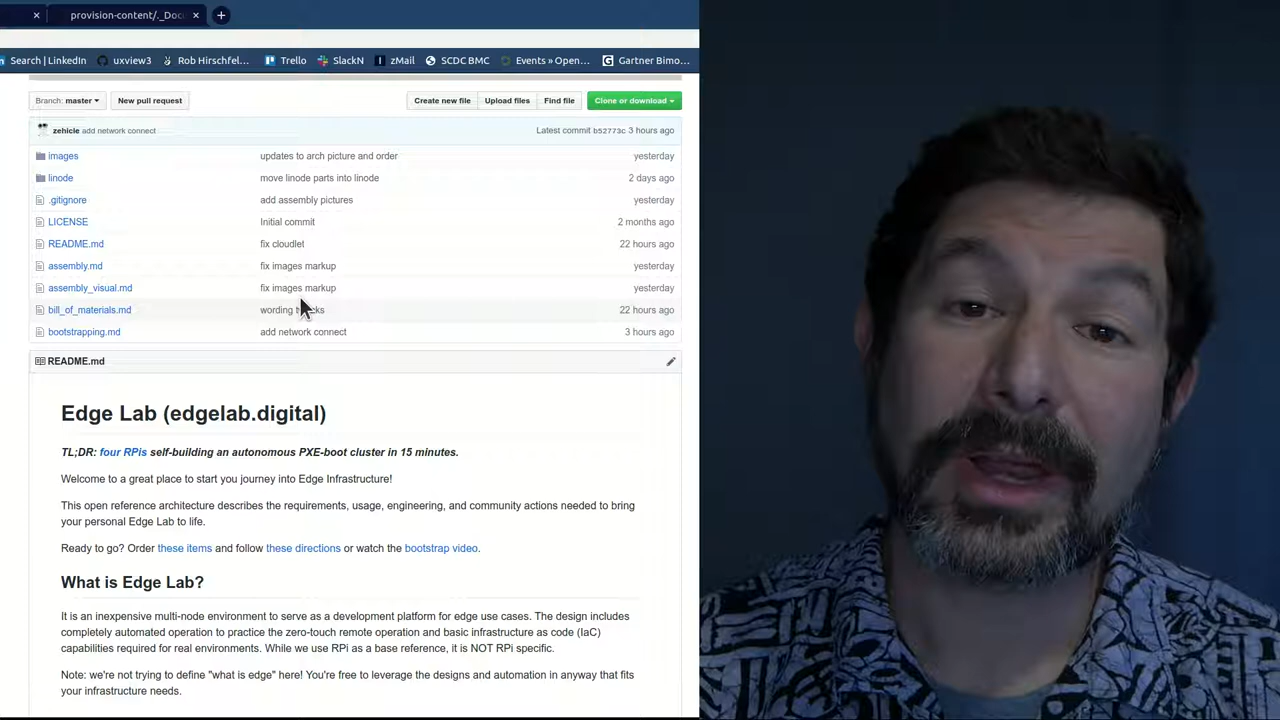 provision-content/._Docu
Search | LinkedIn uxview3 Rob Hirschfel... Trello SlackN zMail SCDC BMC Events » Open... Gartner Bimo...
Branch: master New pull request Create new file Upload files Find file Clone or download
zehicle add network connect Latest commit b52773c 3 hours ago
images updates to arch picture and order yesterday
linode move linode parts into linode 2 days ago
.gitignore add assembly pictures yesterday
LICENSE Initial commit 2 months ago
README.md fix cloudlet 22 hours ago
assembly.md fix images markup yesterday
assembly_visual.md fix images markup yesterday
bill_of_materials.md wording 22 hours ago
bootstrapping.md add network connect 3 hours ago
README.md
Edge Lab (edgelab.digital)
TL;DR: four RPis self-building an autonomous PXE-boot cluster in 15 minutes.
Welcome to a great place to start you journey into Edge Infrastructure!
This open reference architecture describes the requirements, usage, engineering, and community actions needed to bring
your personal Edge Lab to life.
Ready to go? Order these items and follow these directions or watch the bootstrap video.
What is Edge Lab?
It is an inexpensive multi-node environment to serve as a development platform for edge use cases. The design includes
completely automated operation to practice the zero-touch remote operation and basic infrastructure as code (IaC)
capabilities required for real environments. While we use RPi as a base reference, it is NOT RPi specific.
Note: we're not trying to define "what is edge" here! You're free to leverage the designs and automation in anyway that fits
your infrastructure needs.